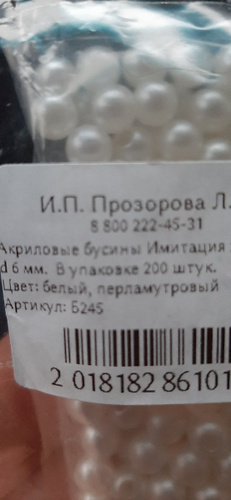 И.П. Прозорова Л.
8 800 222-45-31
Акриловые бусины Имитация
d 6 мм. В упаковке 200 штук.
Цвет: белый, перламутровый
Артикул: Б245
2 018182 86101